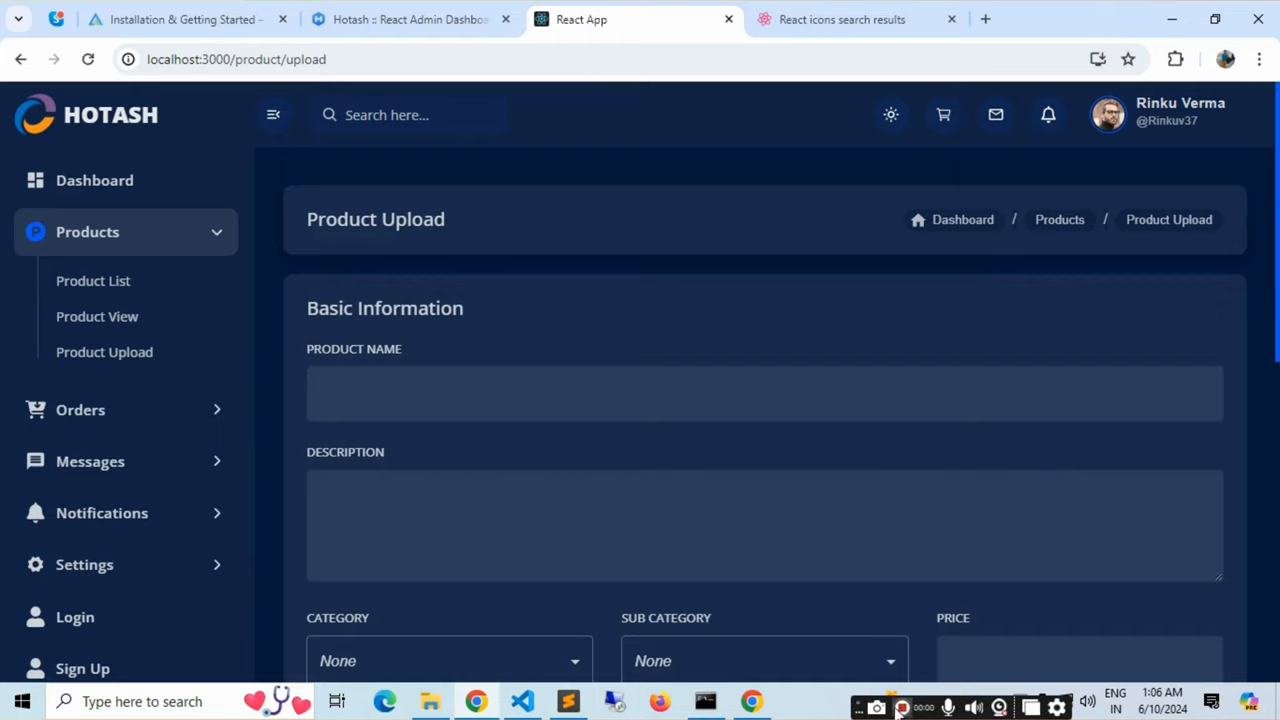 Installation & Getting Started –
Hotash :: React Admin Dashboa
React App
React icons search results
localhost:3000/product/upload
HOTASH
Search here...
Rinku Verma
@Rinkuv37
Dashboard
Products
Product List
Product View
Product Upload
Orders
Messages
Notifications
Settings
Login
Sign Up
Product Upload
Dashboard / Products / Product Upload
Basic Information
PRODUCT NAME
DESCRIPTION
CATEGORY
SUB CATEGORY
PRICE
None
None
Type here to search
00:00
ENG
IN
1:06 AM
6/10/2024